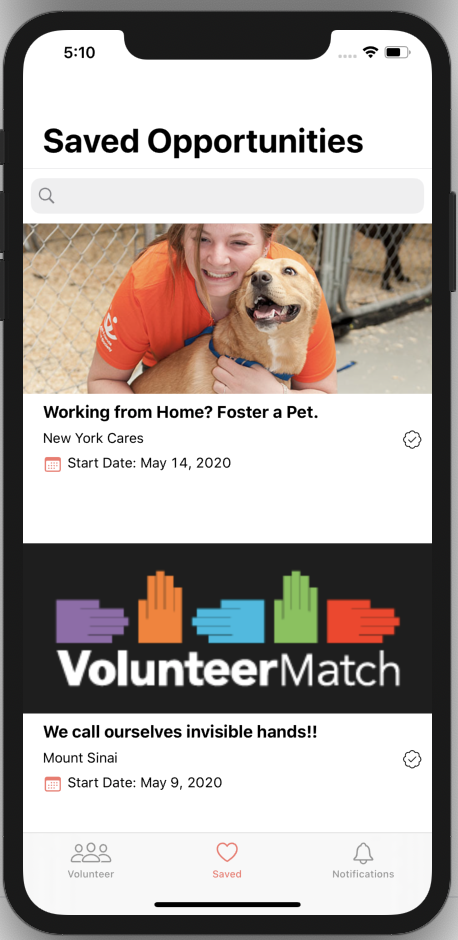 5:10
Saved Opportunities
Working from Home? Foster a Pet.
New York Cares
Start Date: May 14, 2020
VolunteerMatch
We call ourselves invisible hands!!
Mount Sinai
Start Date: May 9, 2020
Volunteer Saved Notifications